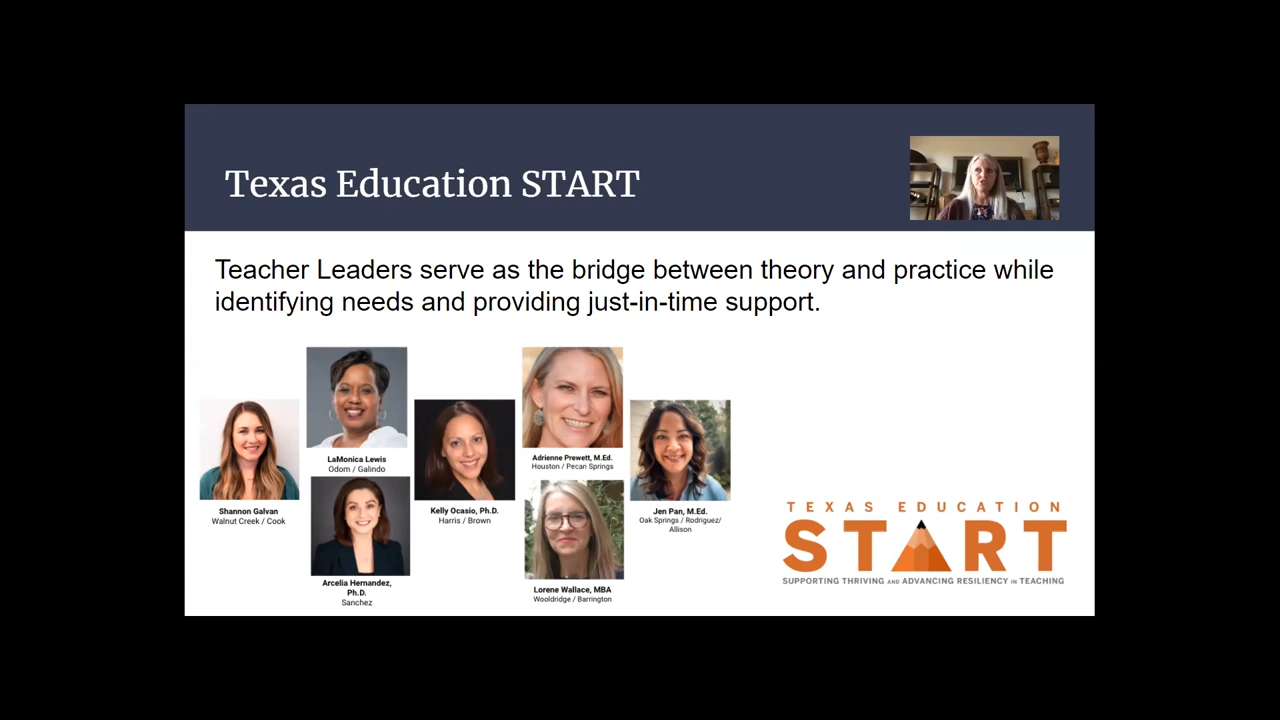 Texas Education START
Teacher Leaders serve as the bridge between theory and practice while
identifying needs and providing just-in-time support.
Shannon Galvan
Walnut Creek / Cook
LaMonica Lewis
Odom / Galindo
Arcelia Hernandez,
Ph.D.
Sanchez
Kelly Ocasio, Ph.D.
Harris / Brown
Adrienne Prewett, M.Ed.
Houston / Pecan Springs
Lorene Wallace, MBA
Wooldridge / Barrington
Jen Pan, M.Ed.
Oak Springs / Rodriguez/
Allison
TEXAS EDUCATION
START
SUPPORTING THRIVING AND ADVANCING RESILIENCY IN TEACHING